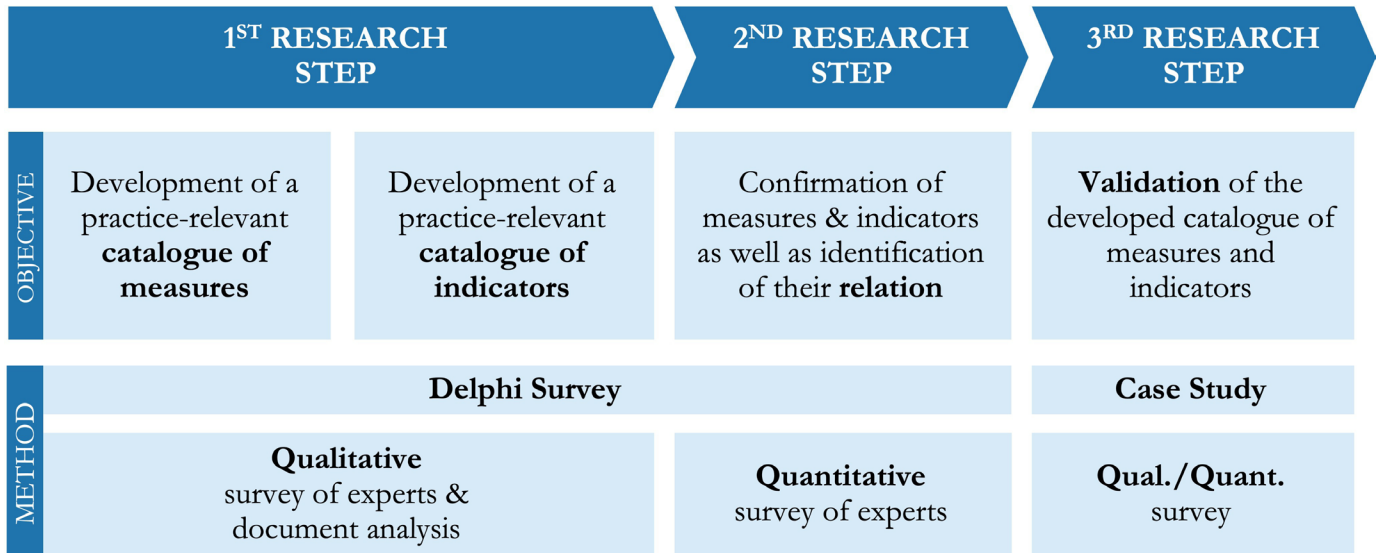 1ST RESEARCH
STEP
2ND RESEARCH
STEP
3RD RESEARCH
STEP
OBJECTIVE
Development of a
practice-relevant
catalogue of
measures
Development of a
practice-relevant
catalogue of
indicators
Confirmation of
measures & indicators
as well as identification
of their relation
Validation of the
developed catalogue of
measures and
indicators
METHOD
Delphi Survey
Case Study
Qualitative
survey of experts &
document analysis
Quantitative
survey of experts
Qual./Quant.
survey